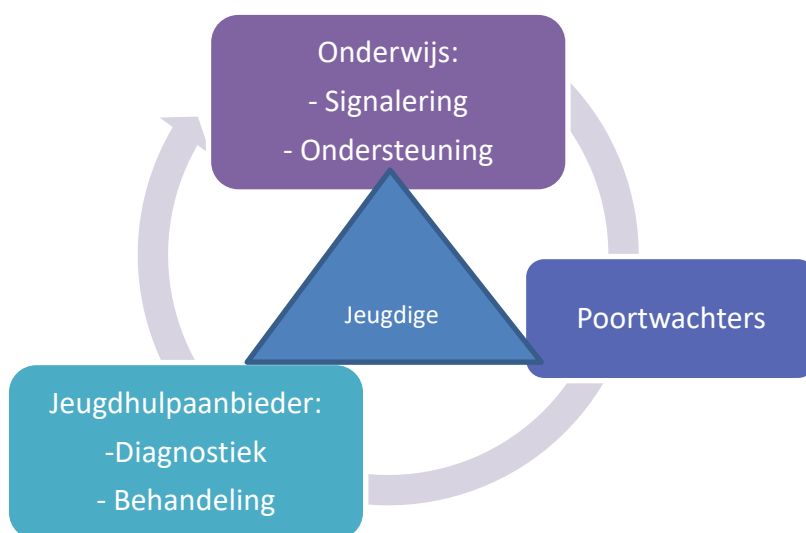 Onderwijs:
- Signalering
- Ondersteuning
Jeugdige
Poortwachters
Jeugdhulpaanbieder:
-Diagnostiek
- Behandeling